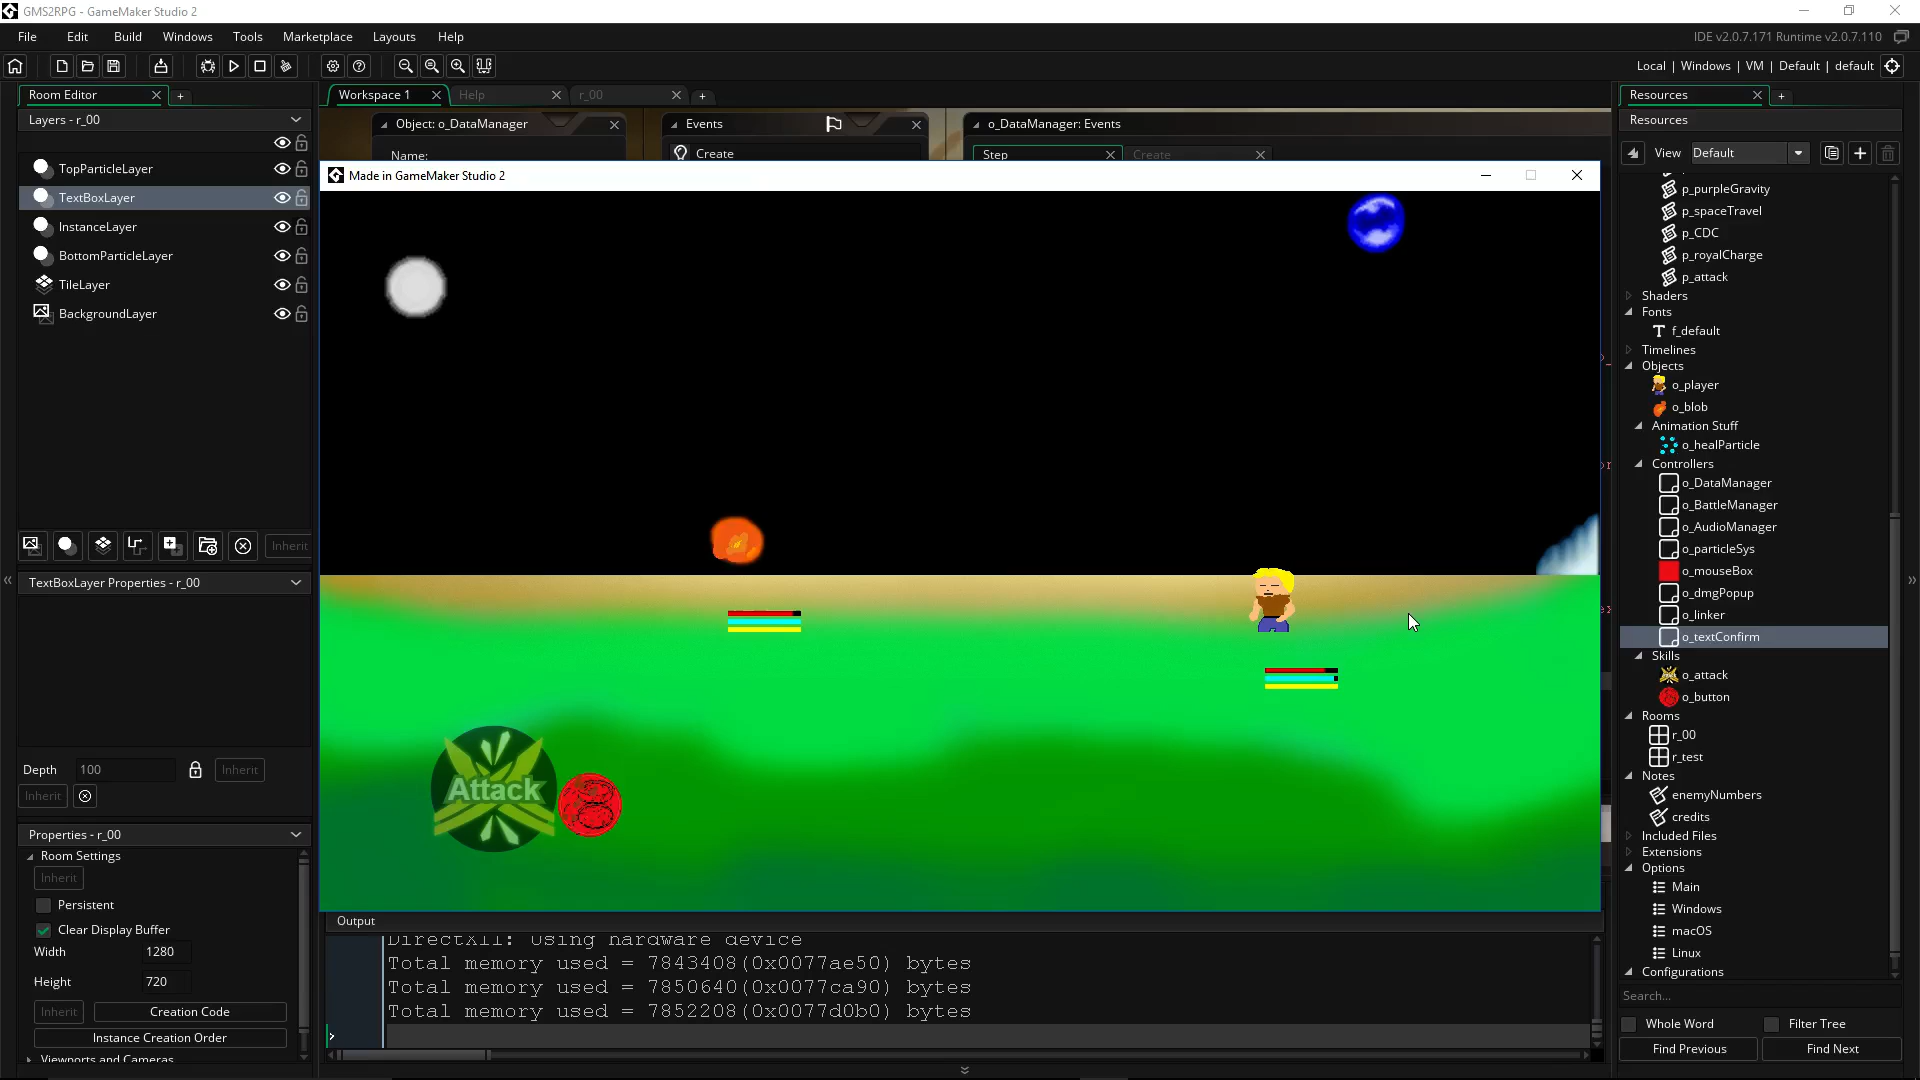 GMS2RPG - GameMaker Studio 2
File Edit Build Windows Tools Marketplace Layouts Help
IDE v2.0.7.171 Runtime v2.0.7.110
Local | Windows | VM | Default | default
Room Editor
Workspace 1
Help
r_00
Resources
Layers - r_00
Object: o_DataManager
Events
o_DataManager: Events
Resources
Name:
Create
Step
Create
View
Default
Made in GameMaker Studio 2
TopParticleLayer
TextBoxLayer
InstanceLayer
BottomParticleLayer
TileLayer
BackgroundLayer
Inherit
TextBoxLayer Properties - r_00
Depth
100
Inherit
Inherit
Properties - r_00
Room Settings
Inherit
Persistent
Clear Display Buffer
Width
1280
Height
720
Inherit
Creation Code
Instance Creation Order
Viewports and Cameras
Attack
Output
DirectX11: Using hardware device
Total memory used = 7843408(0x0077ae50) bytes
Total memory used = 7850640(0x0077ca90) bytes
Total memory used = 7852208(0x0077d0b0) bytes
p_purpleGravity
p_spaceTravel
p_CDC
p_royalCharge
p_attack
Shaders
Fonts
f_default
Timelines
Objects
o_player
o_blob
Animation Stuff
o_healParticle
Controllers
o_DataManager
o_BattleManager
o_AudioManager
o_particleSys
o_mouseBox
o_dmgPopup
o_linker
o_textConfirm
Skills
o_attack
o_button
Rooms
r_00
r_test
Notes
enemyNumbers
credits
Included Files
Extensions
Options
Main
Windows
macOS
Linux
Configurations
Search...
Whole Word
Filter Tree
Find Previous
Find Next